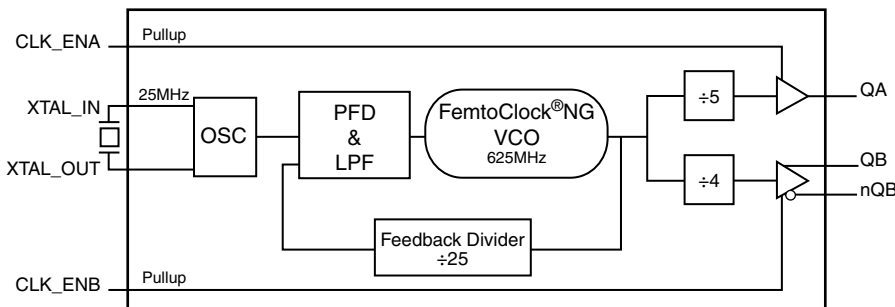 CLK_ENA
Pullup
25MHz
XTAL_IN
XTAL_OUT
OSC
PFD
&
LPF
FemtoClock®NG
VCO
625MHz
÷5
QA
÷4
QB
nQB
Feedback Divider
÷25
CLK_ENB
Pullup